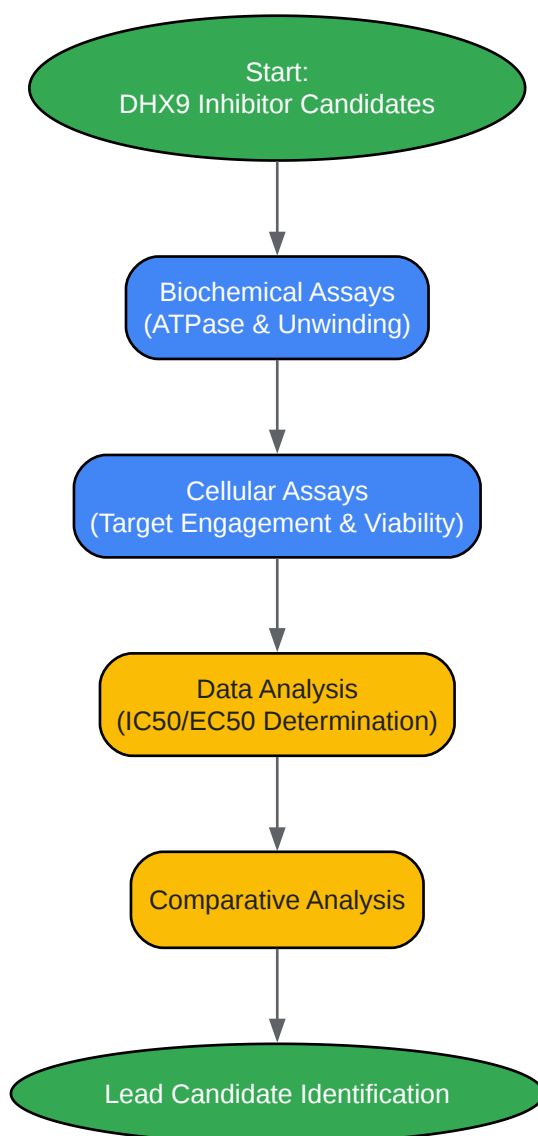 Start:
DHX9 Inhibitor Candidates
Biochemical Assays
(ATPase & Unwinding)
Cellular Assays
(Target Engagement & Viability)
Data Analysis
(IC50/EC50 Determination)
Comparative Analysis
Lead Candidate Identification